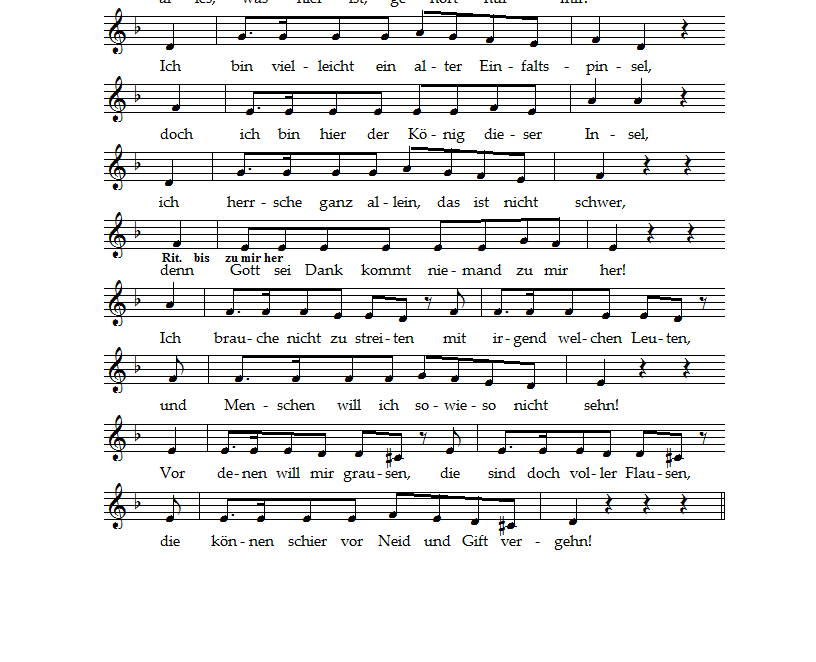 Ich bin viel - leicht ein al - ter Ein - falts - pin - sel,
doch ich bin hier der Kö - nig die - ser In - sel,
ich herr - sche ganz al - lein, das ist nicht schwer,
Rit. bis zu mir her
denn Gott sei Dank kommt nie - mand zu mir her!
Ich brau - che nicht zu strei - ten mit ir - gend wel - chen Leu - ten,
und Men - schen will ich so - wie - so nicht sehn!
Vor de - nen will mir grau - sen, die sind doch vol - ler Flau - sen,
die kön - nen schier vor Neid und Gift ver - gehn!